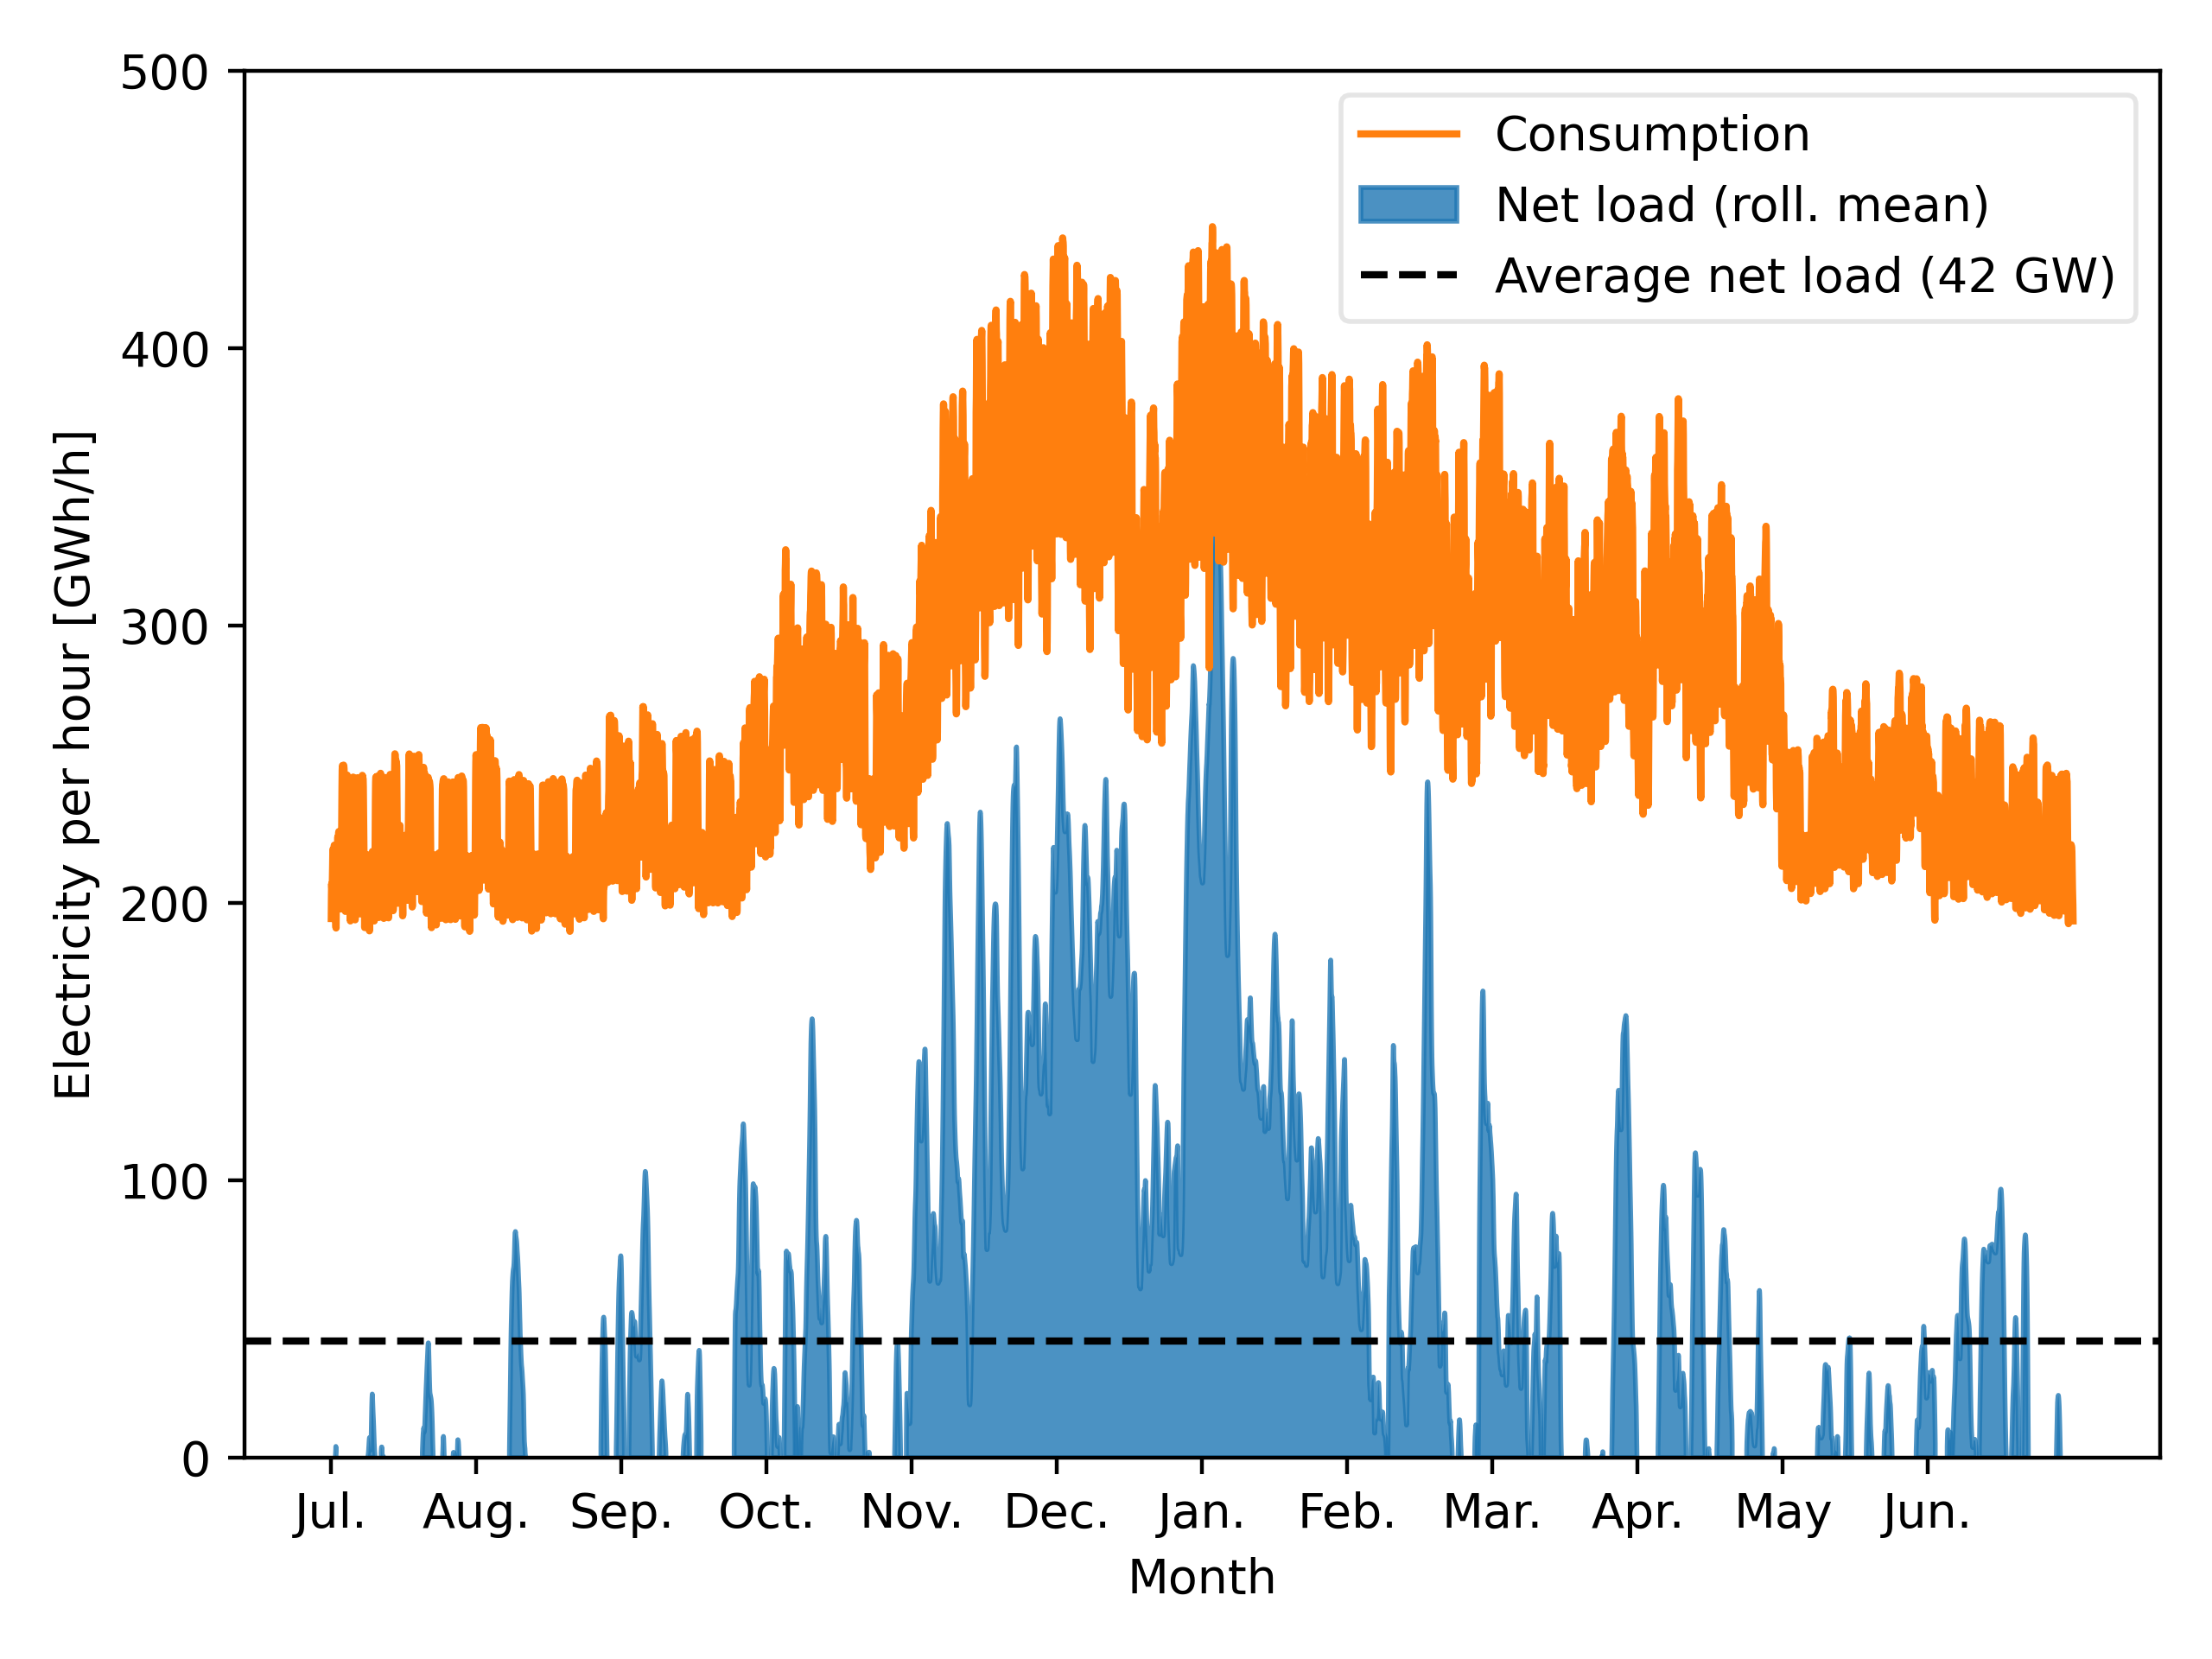 500
400
300
200
100
0
Electricity per hour [GWh/h]
Consumption
Net load (roll. mean)
Average net load (42 GW)
Jul. Aug. Sep. Oct. Nov. Dec. Jan. Feb. Mar. Apr. May Jun.
Month